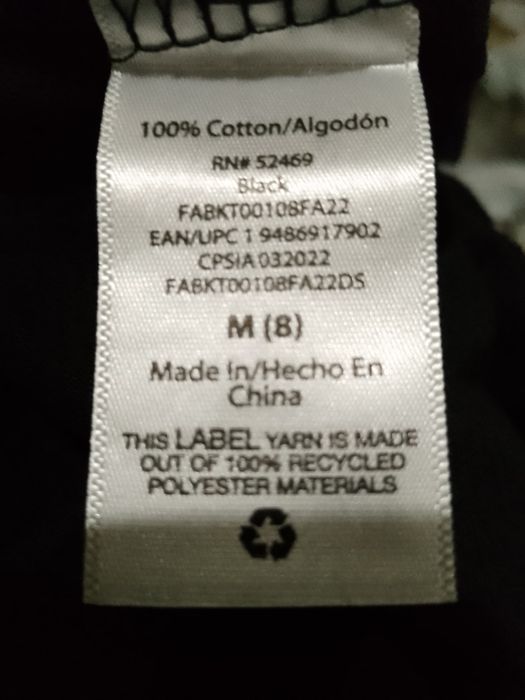 100% Cotton/Algodón
RN# 52469
Black
FABKT00108FA22
EAN/UPC 1 9486917902
CPSIA 032022
FABKT00108FA22DS
M (8)
Made In/Hecho En
China
THIS LABEL YARN IS MADE
OUT OF 100% RECYCLED
POLYESTER MATERIALS